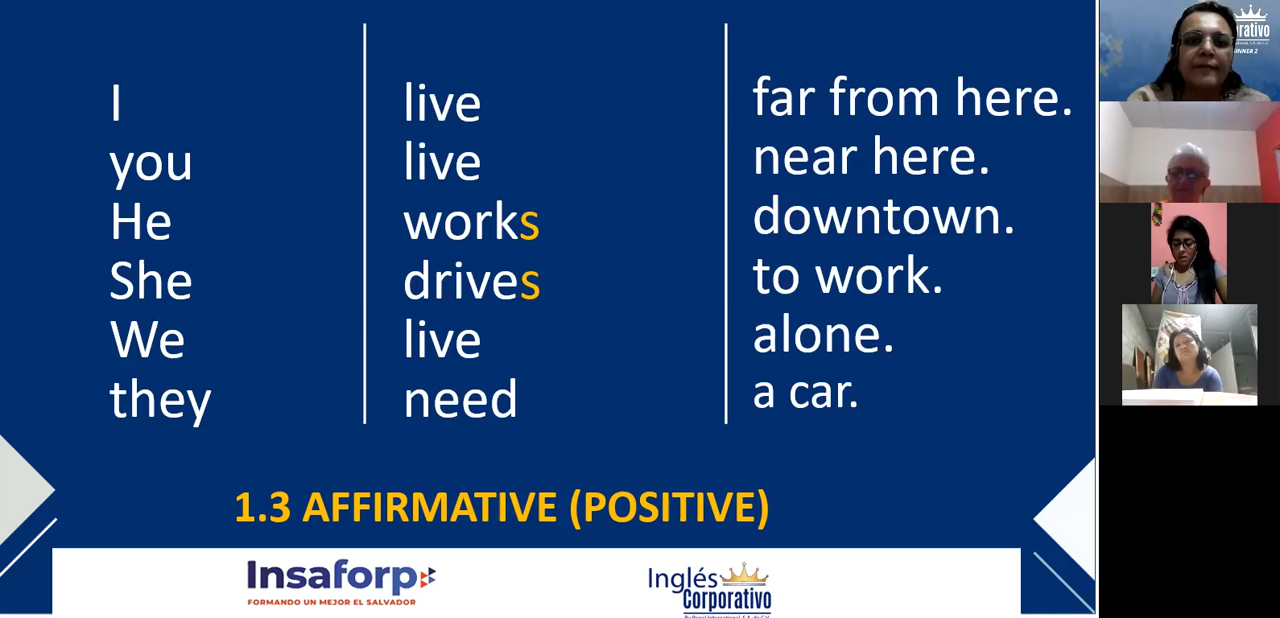 I live far from here.
you live near here.
He works downtown.
She drives to work.
We live alone.
they need a car.
1.3 AFFIRMATIVE (POSITIVE)
Insaforp
FORMANDO UN MEJOR EL SALVADOR
Inglés
Corporativo